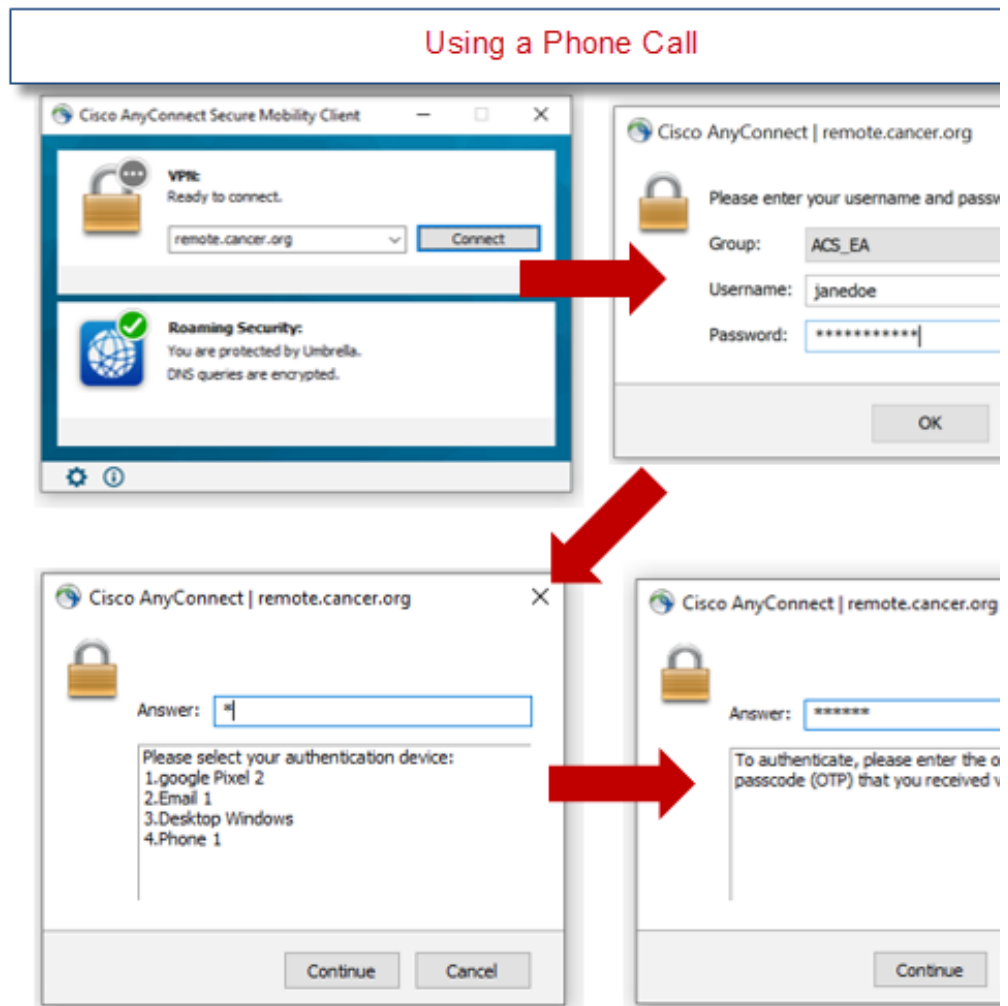 Using a Phone Call
Cisco AnyConnect Secure Mobility Client
VPN:
Ready to connect.
remote.cancer.org
Connect
Roaming Security:
You are protected by Umbrella.
DNS queries are encrypted.
Cisco AnyConnect | remote.cancer.org
Please enter your username and passw
Group: ACS_EA
Username: janedoe
Password: ***********
OK
Cisco AnyConnect | remote.cancer.org
Answer: *
Please select your authentication device:
1.google Pixel 2
2.Email 1
3.Desktop Windows
4.Phone 1
Continue Cancel
Cisco AnyConnect | remote.cancer.org
Answer: ******
To authenticate, please enter the o
passcode (OTP) that you received v
Continue